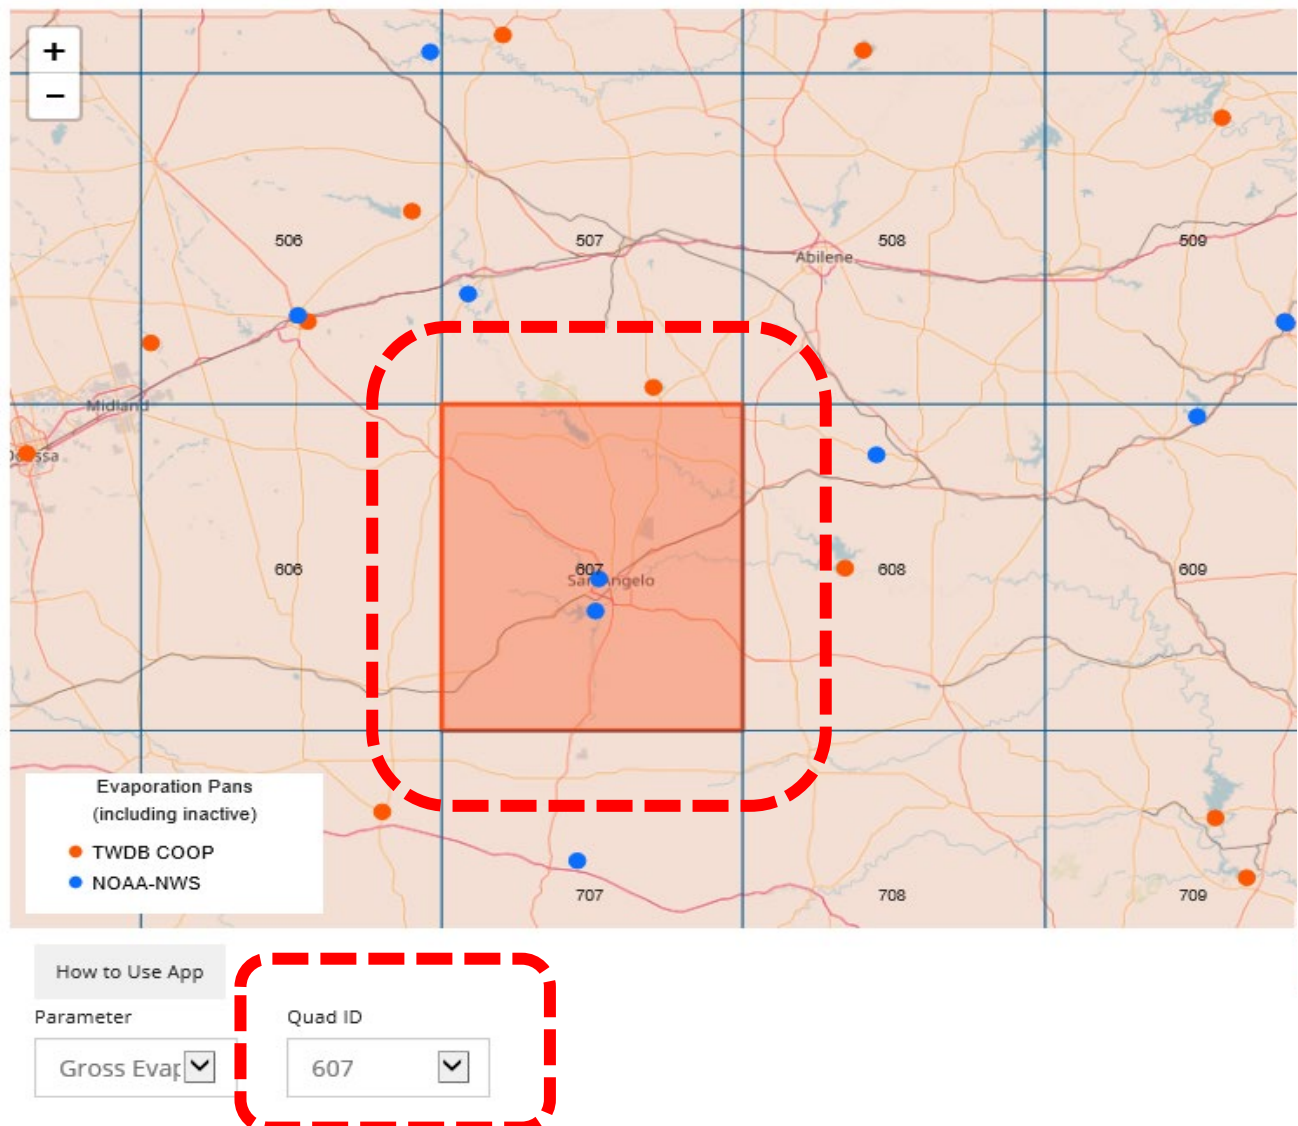 +
−
506
507
508
509
Abilene
Midland
606
607
608
609
San Angelo
Evaporation Pans
(including inactive)
TWDB COOP
NOAA-NWS
707
708
709
How to Use App
Parameter
Quad ID
Gross Evap
607